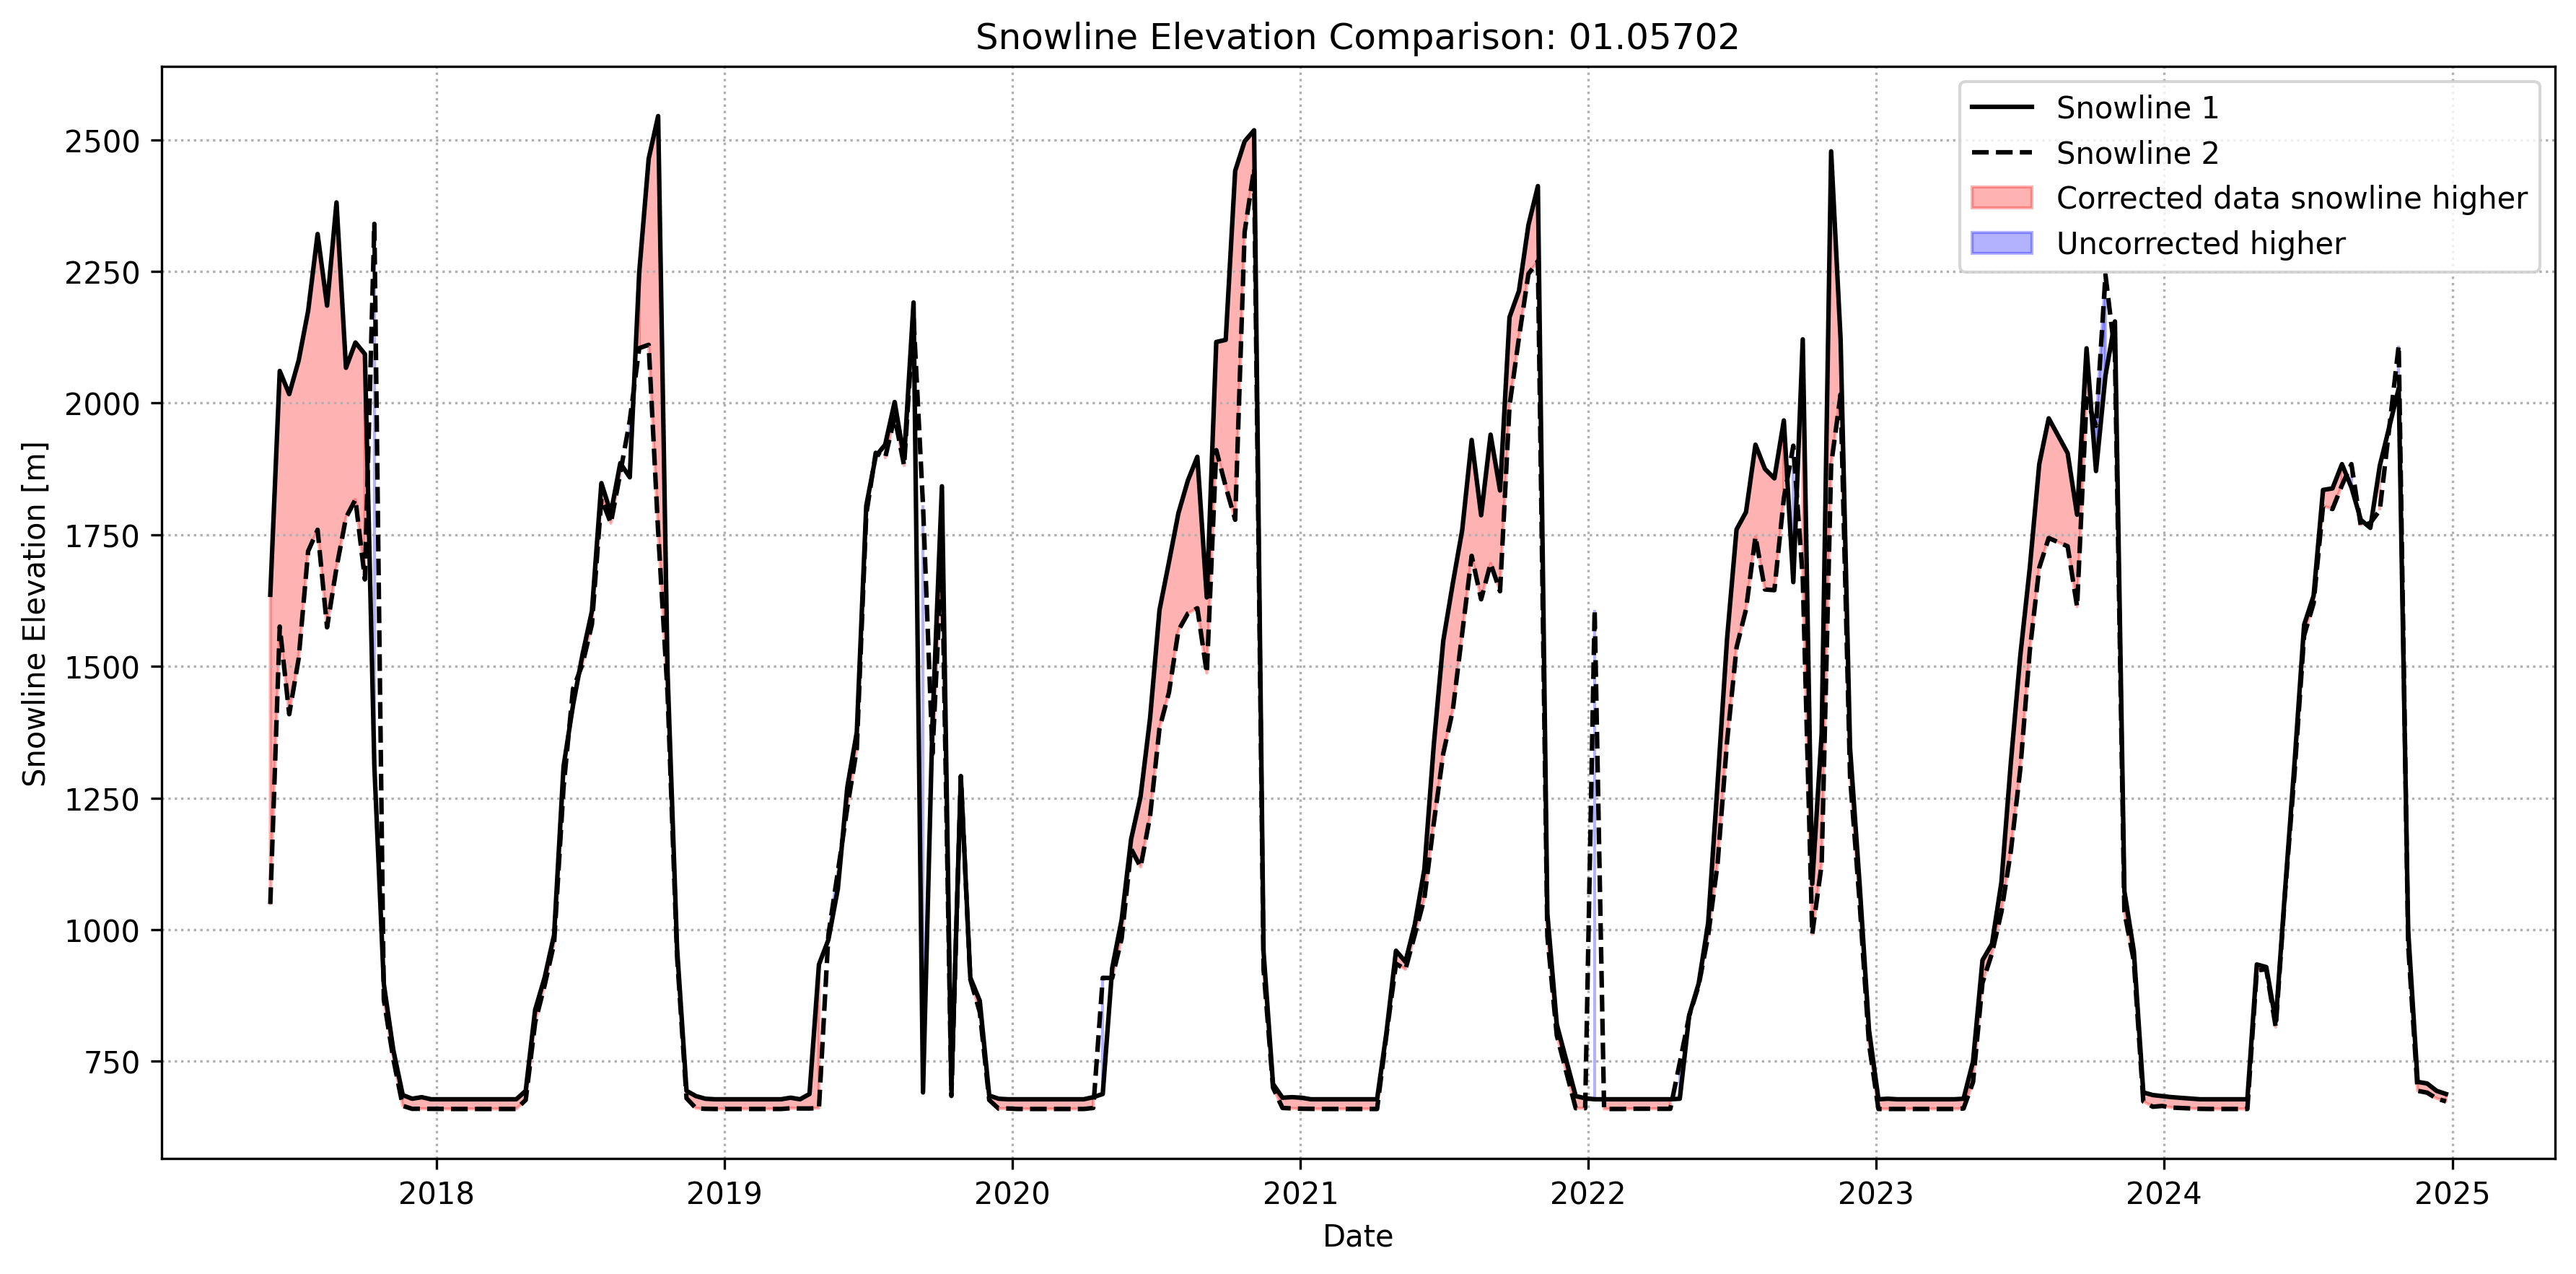 Snowline Elevation Comparison: 01.05702
Snowline 1
Snowline 2
Corrected data snowline higher
Uncorrected higher
Snowline Elevation [m]
2500
2250
2000
1750
1500
1250
1000
750
2018 2019 2020 2021 2022 2023 2024 2025
Date